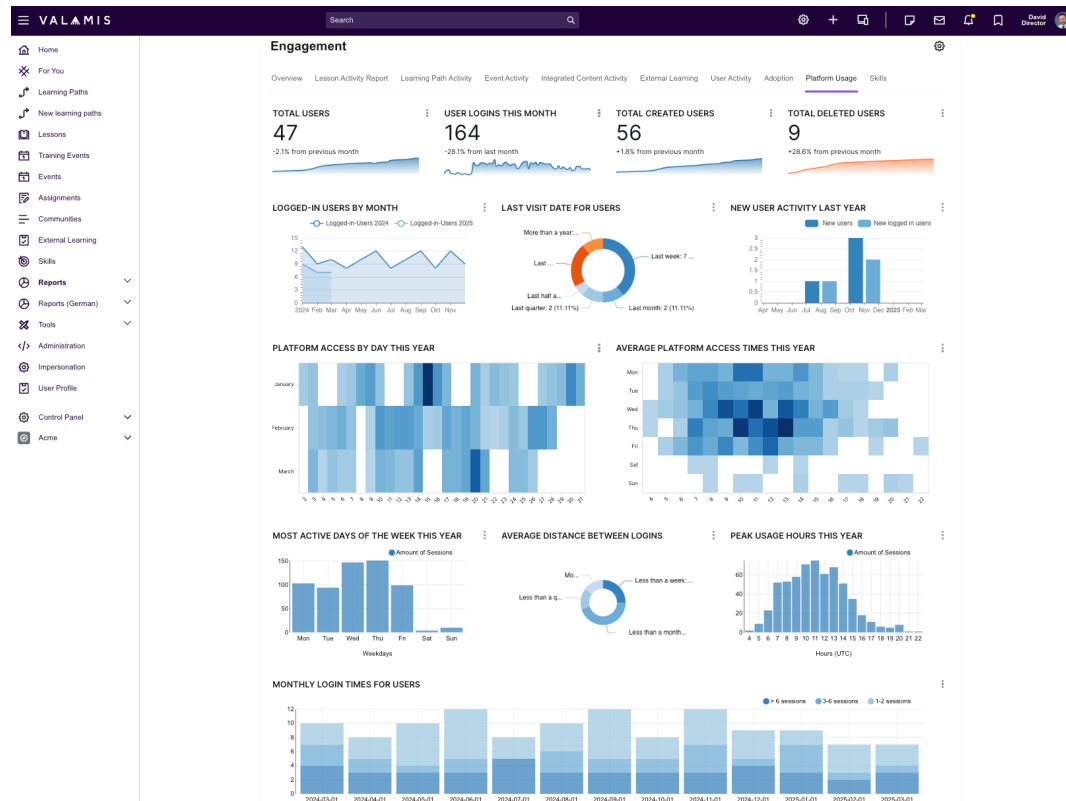 VALAMIS
Search
David
Director
Home
For You
Learning Paths
New learning paths
Lessons
Training Events
Events
Assignments
Communities
External Learning
Skills
Reports
Reports (German)
Tools
Administration
Impersonation
User Profile
Control Panel
Acme
Engagement
Overview Lesson Activity Report Learning Path Activity Event Activity Integrated Content Activity External Learning User Activity Adoption Platform Usage Skills
TOTAL USERS
47
-2.1% from previous month
USER LOGINS THIS MONTH
164
-28.1% from last month
TOTAL CREATED USERS
56
+1.8% from previous month
TOTAL DELETED USERS
9
+28.6% from previous month
LOGGED-IN USERS BY MONTH
Logged-in-Users 2024 Logged-in-Users 2025
15
12
9
6
3
0
2024 Feb Mar Apr May Jun Jul Aug Sep Oct Nov
LAST VISIT DATE FOR USERS
More than a year:...
Last week: 7 ...
Last ...
Last half a...
Last quarter: 2 (11.11%)
Last month: 2 (11.11%)
NEW USER ACTIVITY LAST YEAR
New users New logged in users
3
2.5
2
1.5
1
0.5
0
Apr May Jun Jul Aug Sep Oct Nov Dec 2025 Feb Mar
PLATFORM ACCESS BY DAY THIS YEAR
January
February
March
2 3 4 5 6 7 8 9 10 11 12 13 14 15 16 17 18 19 20 21 22 23 24 25 26 27 28 29 30 31
AVERAGE PLATFORM ACCESS TIMES THIS YEAR
Mon
Tue
Wed
Thu
Fri
Sat
Sun
4 5 6 7 8 9 10 11 12 13 14 15 16 17 18 19 20 21 22
MOST ACTIVE DAYS OF THE WEEK THIS YEAR
Amount of Sessions
150
100
50
0
Mon Tue Wed Thu Fri Sat Sun
Weekdays
AVERAGE DISTANCE BETWEEN LOGINS
Mo...
Less than a week: ...
Less than a q...
Less than a month...
PEAK USAGE HOURS THIS YEAR
Amount of Sessions
60
40
20
0
4 5 6 7 8 9 10 11 12 13 14 15 16 17 18 19 20 21 22
Hours (UTC)
MONTHLY LOGIN TIMES FOR USERS
> 6 sessions 3-6 sessions 1-2 sessions
12
10
8
6
4
2
0
2024-03-01 2024-04-01 2024-05-01 2024-06-01 2024-07-01 2024-08-01 2024-09-01 2024-10-01 2024-11-01 2024-12-01 2025-01-01 2025-02-01 2025-03-01